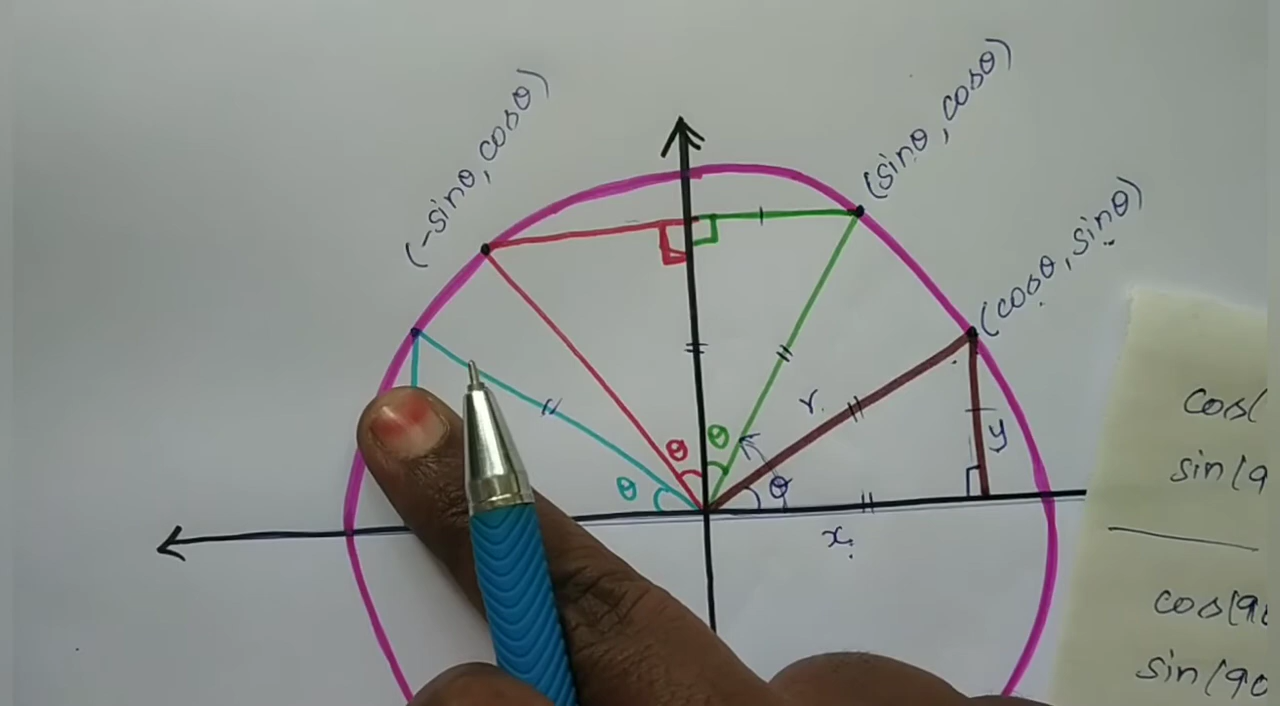 (-sinθ, cosθ)
(sinθ, cosθ)
(cosθ, sinθ)
θ
θ
θ
θ
r
y
x
cos(
sin(9
cos(9
sin(90